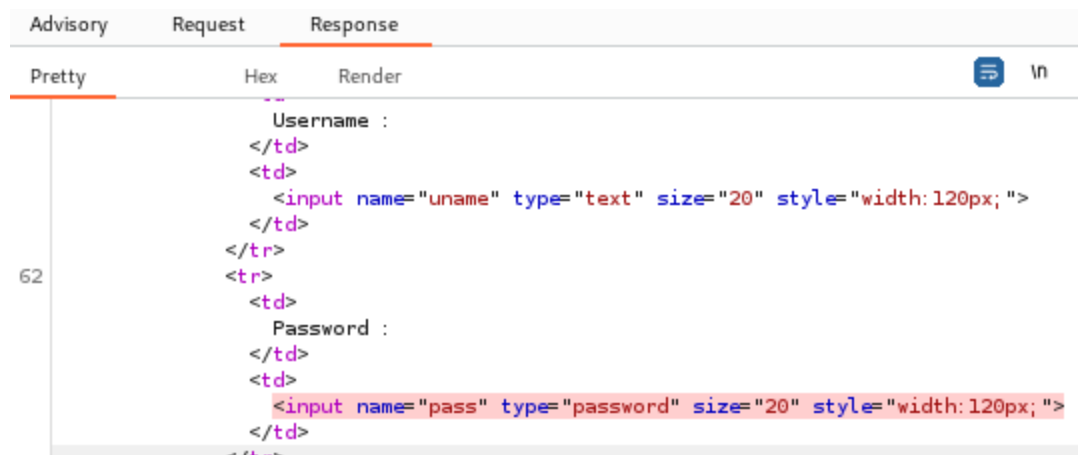 Advisory Request Response
Pretty Hex Render \n
Username :
</td>
<td>
<input name="uname" type="text" size="20" style="width:120px;">
</td>
</tr>
62 <tr>
<td>
Password :
</td>
<td>
<input name="pass" type="password" size="20" style="width:120px;">
</td>